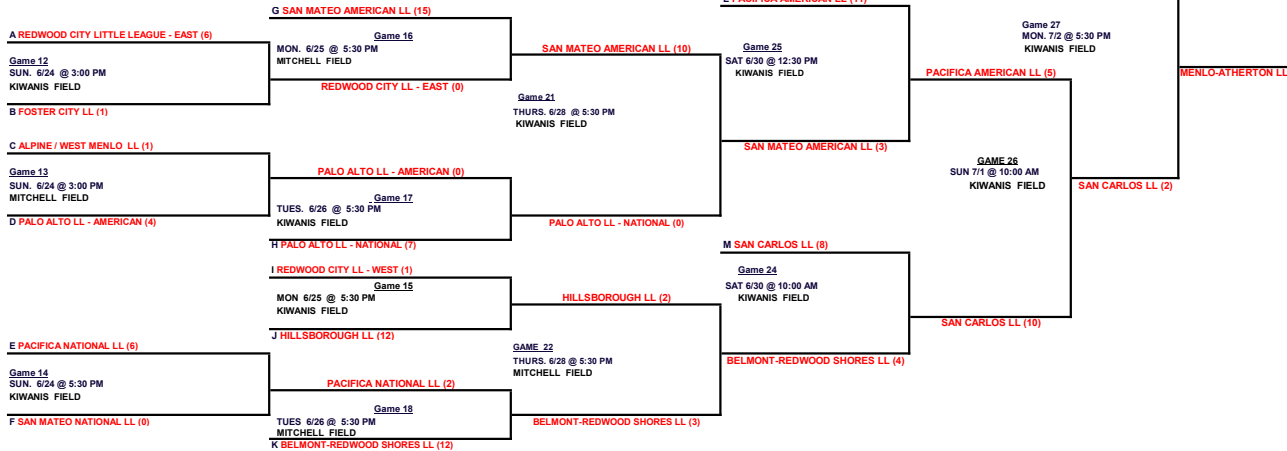 G SAN MATEO AMERICAN LL (15)
A REDWOOD CITY LITTLE LEAGUE - EAST (6)
Game 16
MON. 6/25 @ 5:30 PM
MITCHELL FIELD
Game 12
SUN. 6/24 @ 3:00 PM
KIWANIS FIELD
REDWOOD CITY LL - EAST (0)
B FOSTER CITY LL (1)
SAN MATEO AMERICAN LL (10)
Game 21
THURS. 6/28 @ 5:30 PM
KIWANIS FIELD
C ALPINE / WEST MENLO LL (1)
Game 13
SUN. 6/24 @ 3:00 PM
MITCHELL FIELD
D PALO ALTO LL - AMERICAN (4)
PALO ALTO LL - AMERICAN (0)
Game 17
TUES. 6/26 @ 5:30 PM
KIWANIS FIELD
H PALO ALTO LL - NATIONAL (7)
PALO ALTO LL - NATIONAL (0)
PACIFICA AMERICAN LL
Game 25
SAT 6/30 @ 12:30 PM
KIWANIS FIELD
SAN MATEO AMERICAN LL (3)
PACIFICA AMERICAN LL (5)
Game 27
MON. 7/2 @ 5:30 PM
KIWANIS FIELD
MENLO-ATHERTON LL
GAME 26
SUN 7/1 @ 10:00 AM
KIWANIS FIELD
SAN CARLOS LL (2)
I REDWOOD CITY LL - WEST (1)
Game 15
MON 6/25 @ 5:30 PM
KIWANIS FIELD
J HILLSBOROUGH LL (12)
HILLSBOROUGH LL (2)
GAME 22
THURS. 6/28 @ 5:30 PM
MITCHELL FIELD
M SAN CARLOS LL (8)
Game 24
SAT 6/30 @ 10:00 AM
KIWANIS FIELD
SAN CARLOS LL (10)
BELMONT-REDWOOD SHORES LL (4)
E PACIFICA NATIONAL LL (6)
Game 14
SUN. 6/24 @ 5:30 PM
KIWANIS FIELD
F SAN MATEO NATIONAL LL (0)
PACIFICA NATIONAL LL (2)
Game 18
TUES 6/26 @ 5:30 PM
MITCHELL FIELD
K BELMONT-REDWOOD SHORES LL (12)
BELMONT-REDWOOD SHORES LL (3)